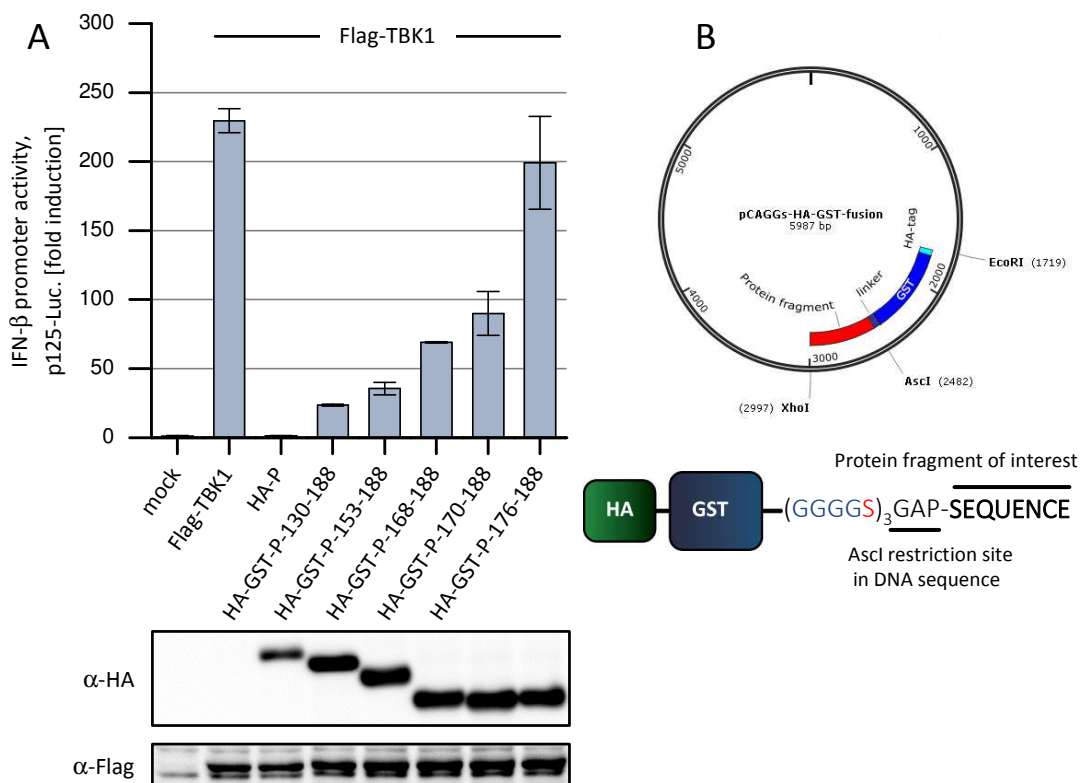 A
300
250
200
150
100
50
0
IFN-β promoter activity,
p125-Luc. [fold induction]
Flag-TBK1
mock
Flag-TBK1
HA-P
HA-GST-P-130-188
HA-GST-P-153-188
HA-GST-P-168-188
HA-GST-P-170-188
HA-GST-P-176-188
α-HA
α-Flag
B
1000
2000
3000
4000
5000
pCAGGs-HA-GST-fusion
5987 bp
HA-tag
GST
linker
Protein fragment
EcoRI (1719)
AscI (2482)
(2997) XhoI
Protein fragment of interest
HA
GST
(GGGGS)3GAP-SEQUENCE
AscI restriction site
in DNA sequence